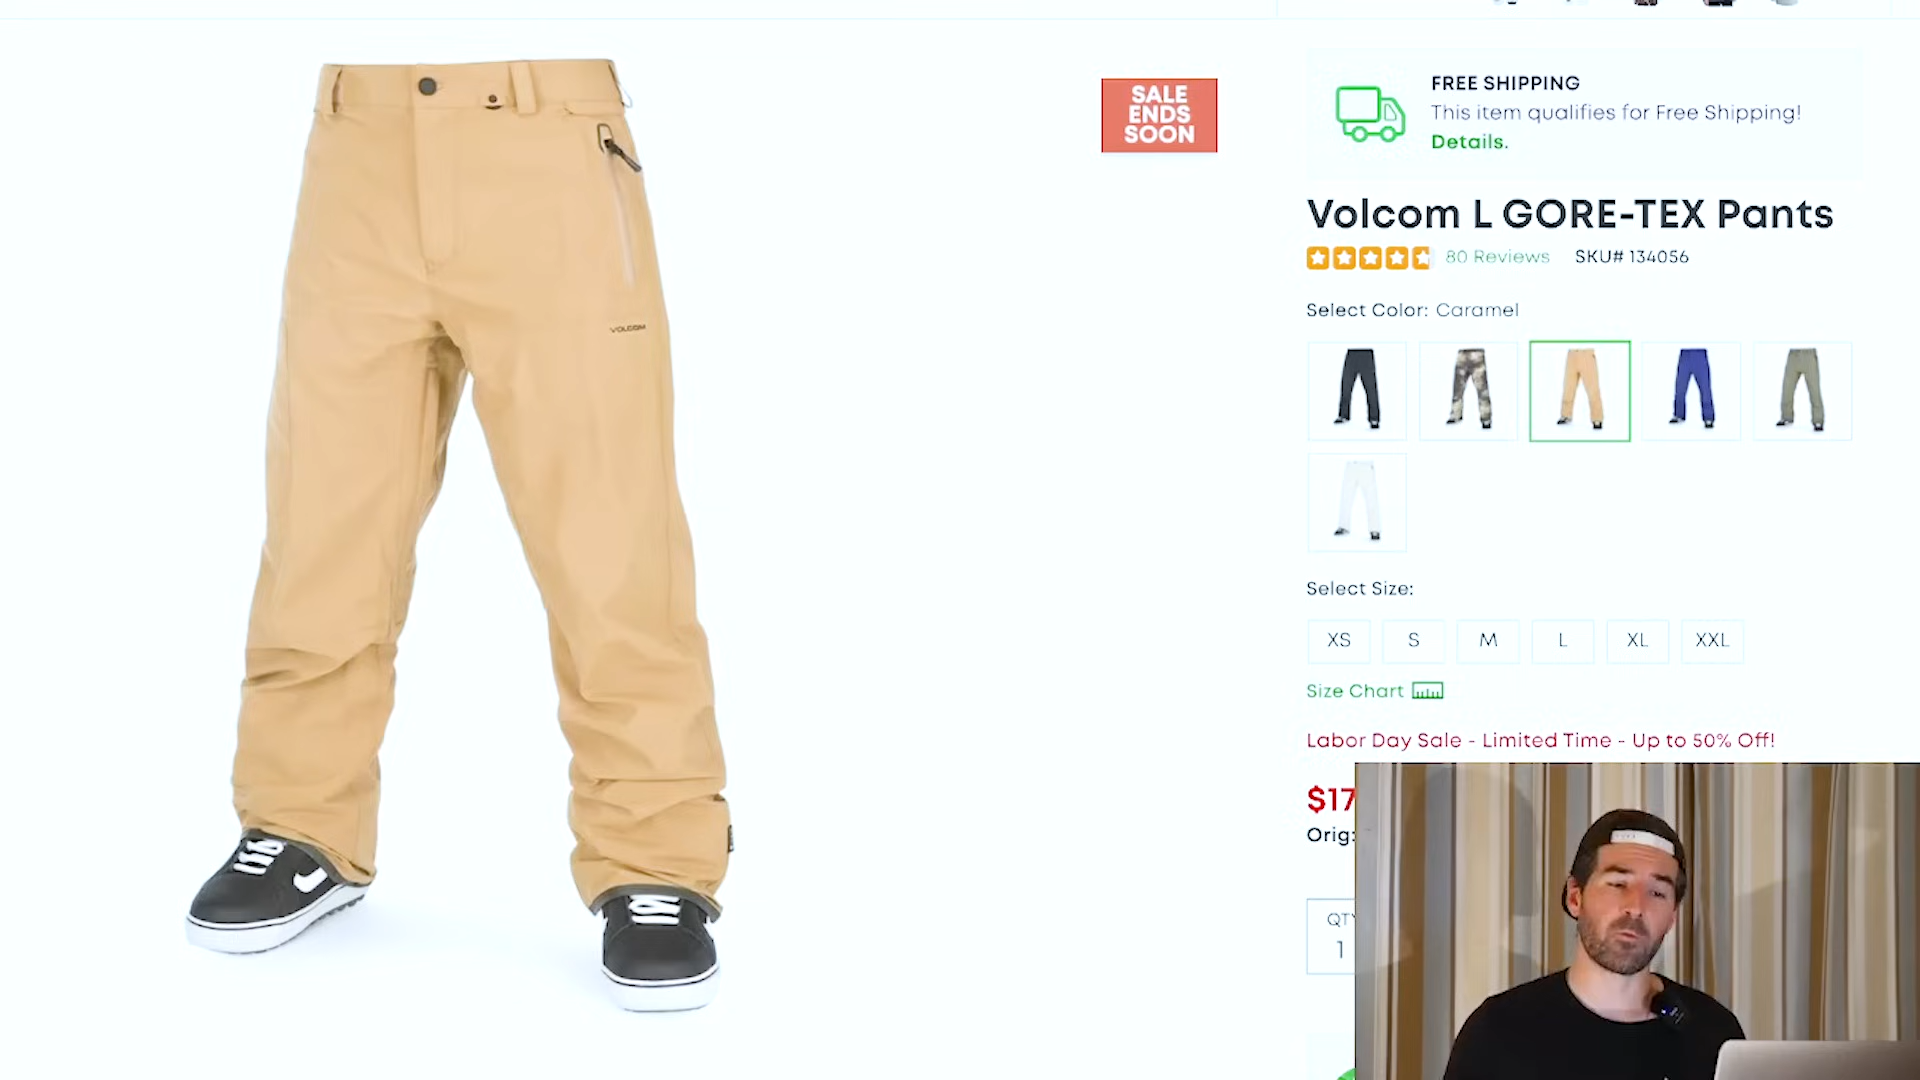 FREE SHIPPING
This item qualifies for Free Shipping!
Details.
SALE
ENDS
SOON
Volcom L GORE-TEX Pants
80 Reviews SKU# 134056
Select Color: Caramel
VOLCOM
Select Size:
XS S M L XL XXL
Size Chart
Labor Day Sale - Limited Time - Up to 50% Off!
$17
Orig:
QTY
1